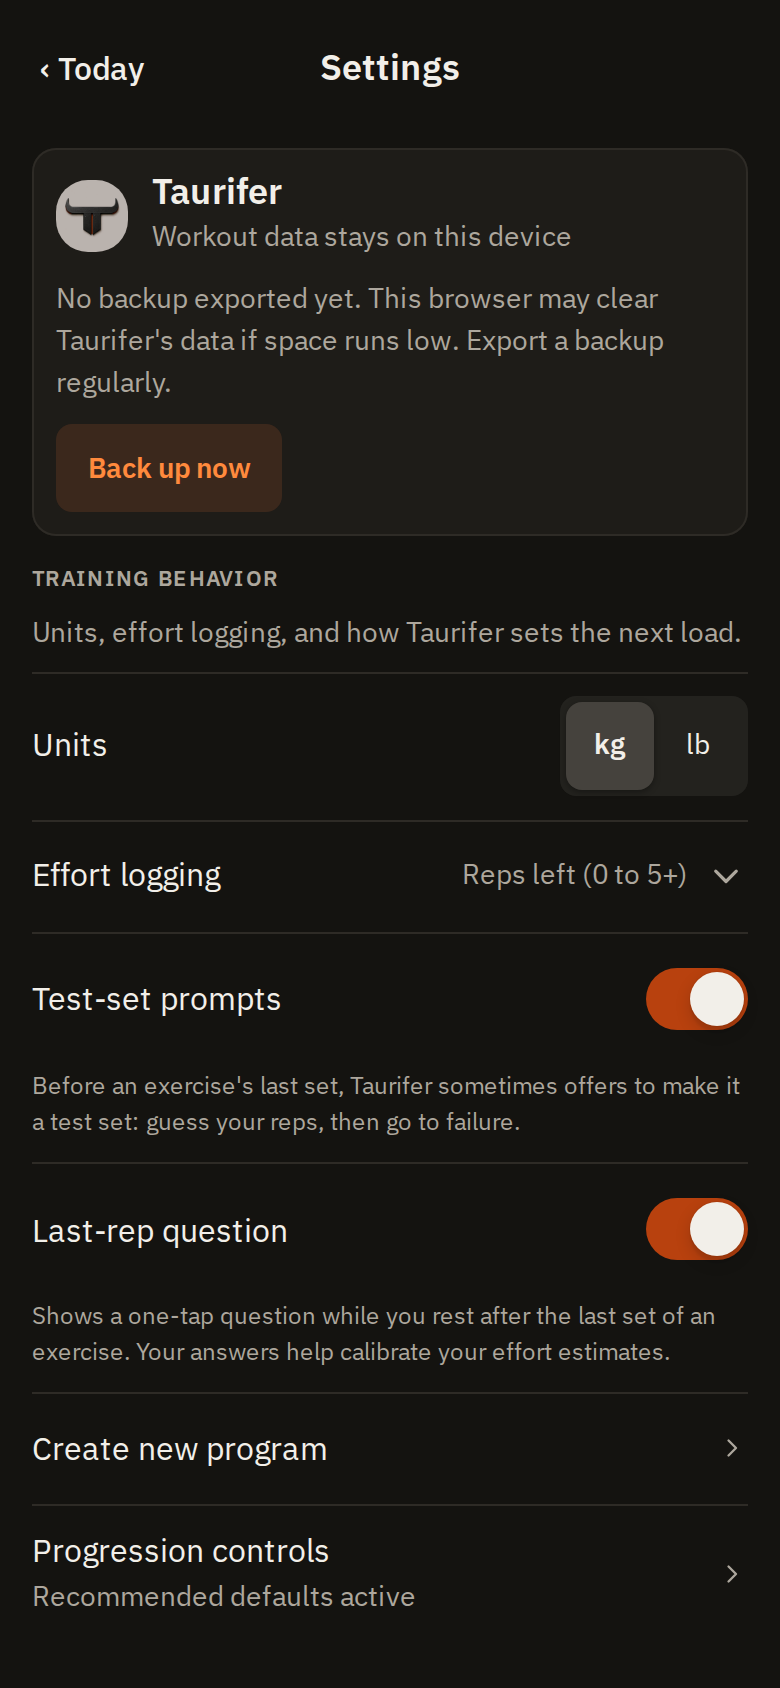 ‹ Today
Settings
Taurifer
Workout data stays on this device
No backup exported yet. This browser may clear
Taurifer's data if space runs low. Export a backup
regularly.
Back up now
TRAINING BEHAVIOR
Units, effort logging, and how Taurifer sets the next load.
Units
kg
lb
Effort logging
Reps left (0 to 5+)
Test-set prompts
Before an exercise's last set, Taurifer sometimes offers to make it
a test set: guess your reps, then go to failure.
Last-rep question
Shows a one-tap question while you rest after the last set of an
exercise. Your answers help calibrate your effort estimates.
Create new program
Progression controls
Recommended defaults active